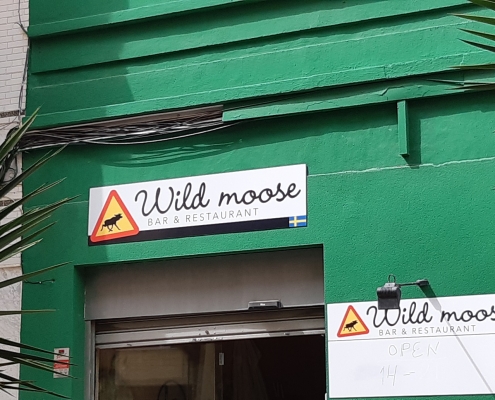 Wild moose
BAR & RESTAURANT
Wild moos
BAR & RESTAURANT
OPEN
14-